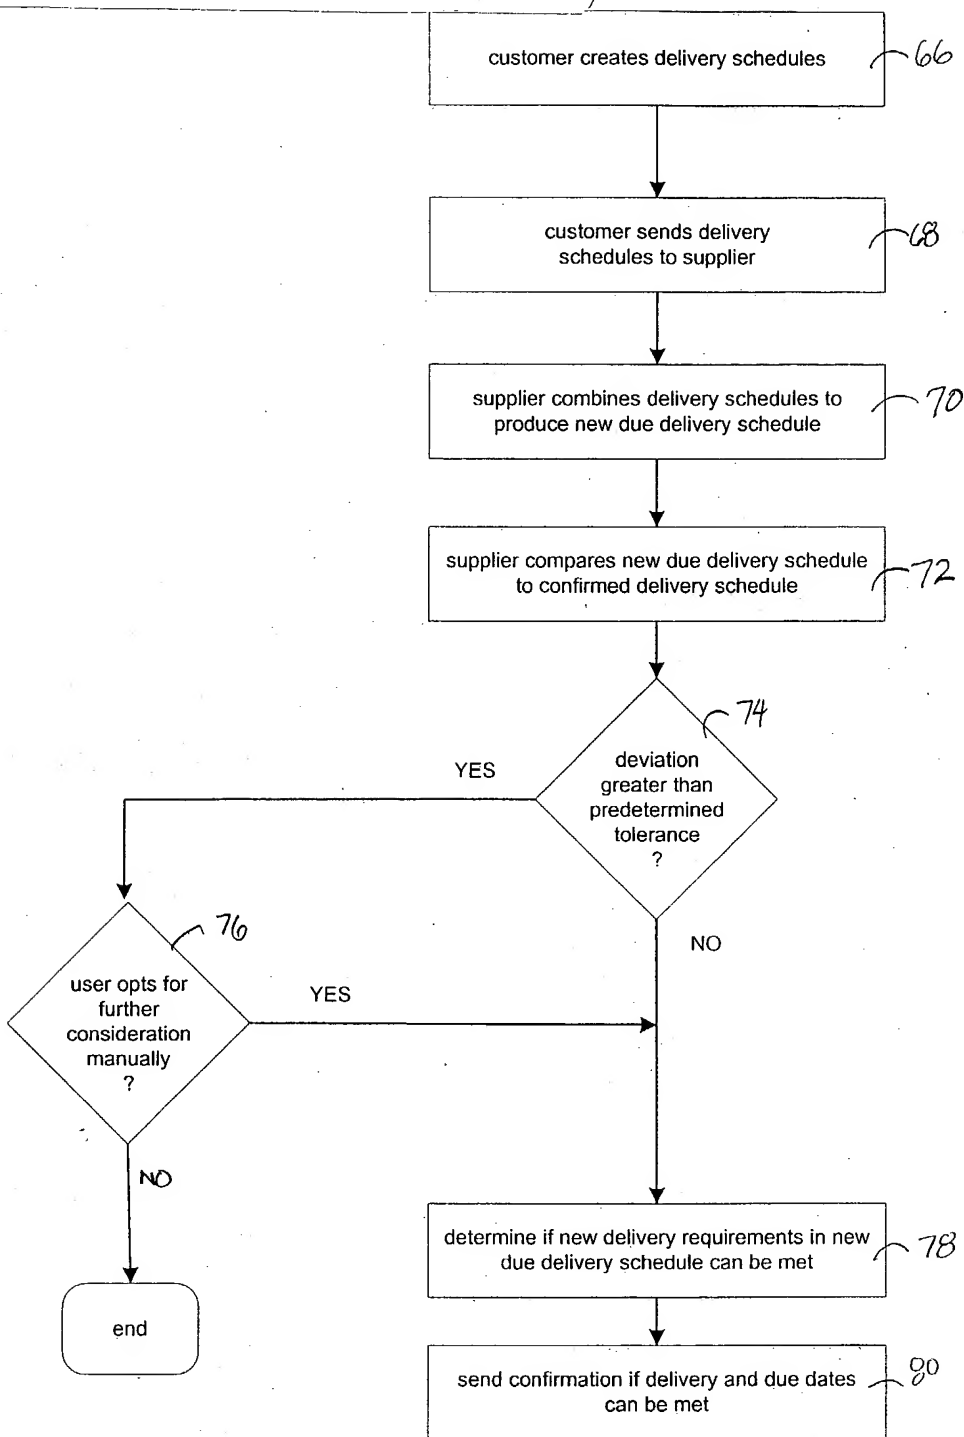 customer creates delivery schedules
66
customer sends delivery
schedules to supplier
68
supplier combines delivery schedules to
produce new due delivery schedule
70
supplier compares new due delivery schedule
to confirmed delivery schedule
72
74
deviation
greater than
predetermined
tolerance
?
YES
NO
76
user opts for
further
consideration
manually
?
YES
NO
end
determine if new delivery requirements in new
due delivery schedule can be met
78
send confirmation if delivery and due dates
can be met
80